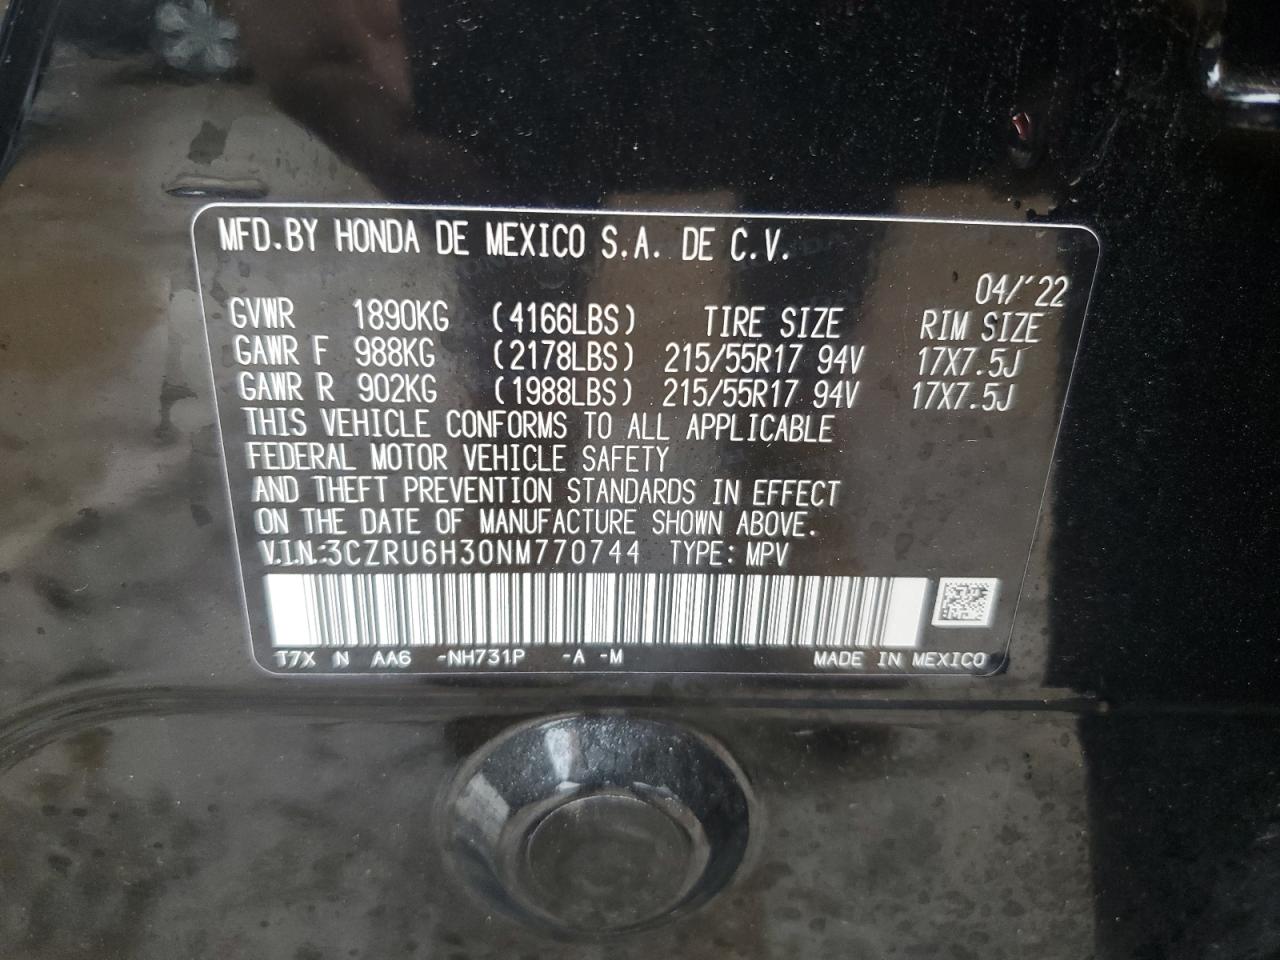 MFD.BY HONDA DE MEXICO S.A. DE C.V.
04/'22
GVWR 1890KG (4166LBS) TIRE SIZE RIM SIZE
GAWR F 988KG (2178LBS) 215/55R17 94V 17X7.5J
GAWR R 902KG (1988LBS) 215/55R17 94V 17X7.5J
THIS VEHICLE CONFORMS TO ALL APPLICABLE
FEDERAL MOTOR VEHICLE SAFETY
AND THEFT PREVENTION STANDARDS IN EFFECT
ON THE DATE OF MANUFACTURE SHOWN ABOVE.
V.I.N.:3CZRU6H30NM770744 TYPE: MPV
T7X N AA6 -NH731P -A -M MADE IN MEXICO